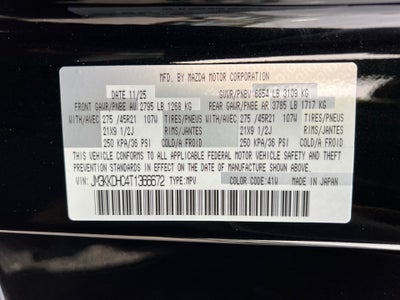 MFD. BY MAZDA MOTOR CORPORATION
DATE 11/25 GVWR/PNBV 6854 LB 3109 KG
FRONT GAWR/PNBE AV 2795 LB 1268 KG REAR GAWR/PNBE AR 3785 LB 1717 KG
WITH/AVEC 275/45R21 107W TIRES/PNEUS WITH/AVEC 275/45R21 107W TIRES/PNEUS
21X9 1/2J RIMS/JANTES 21X9 1/2J RIMS/JANTES
250 KPA/36 PSI COLD/A FROID 250 KPA/36 PSI COLD/A FROID
THIS VEHICLE CONFORMS TO ALL APPLICABLE FEDERAL MOTOR VEHICLE SAFETY AND THEFT
PREVENTION STANDARDS IN EFFECT ON THE DATE OF MANUFACTURE SHOWN ABOVE.
VIN: TYPE:MPV COLOR CODE:41W MADE IN JAPAN